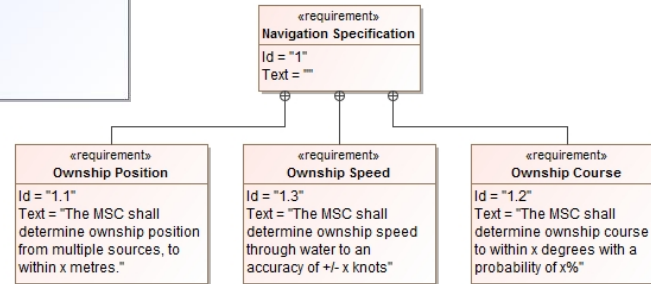 «requirement»
Navigation Specification
Id = "1"
Text = ""
«requirement»
Ownship Position
Id = "1.1"
Text = "The MSC shall
determine ownship position
from multiple sources, to
within x metres."
«requirement»
Ownship Speed
Id = "1.3"
Text = "The MSC shall
determine ownship speed
through water to an
accuracy of +/- x knots"
«requirement»
Ownship Course
Id = "1.2"
Text = "The MSC shall
determine ownship course
to within x degrees with a
probability of x%"